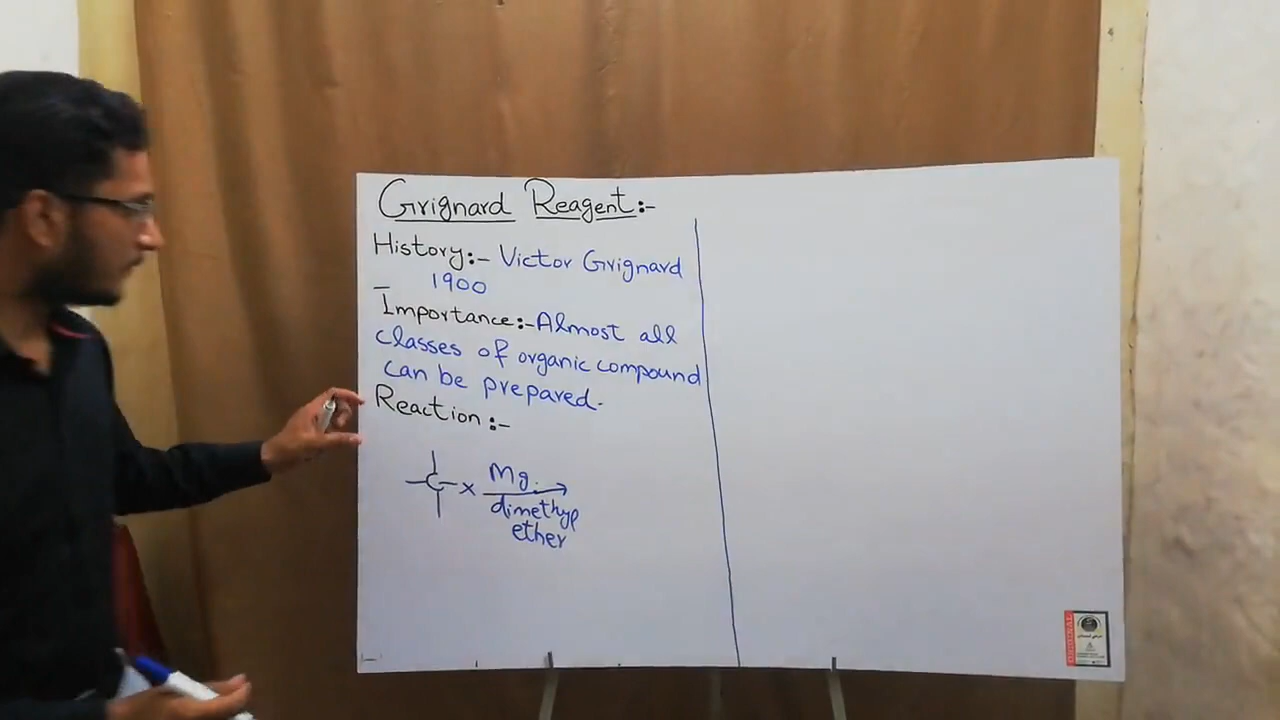 Grignard Reagent:-
History:- Victor Grignard
1900
Importance:- Almost all
classes of organic compound
can be prepared.
Reaction:-
-C-x Mg.
dimethyl
ether
ORIGINAL